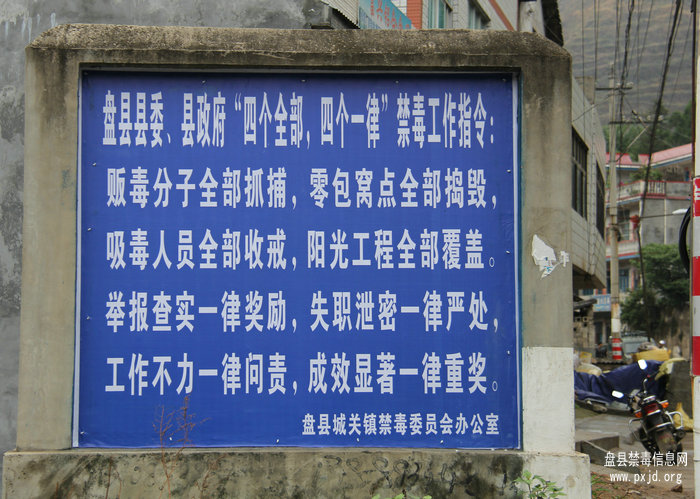 盘县县委、县政府“四个全部，四个一律”禁毒工作指令：
贩毒分子全部抓捕，零包窝点全部捣毁，
吸毒人员全部收戒，阳光工程全部覆盖。
举报查实一律奖励，失职泄密一律严处，
工作不力一律问责，成效显著一律重奖。
盘县城关镇禁毒委员会办公室
盘县禁毒信息网
www.pxjd.org